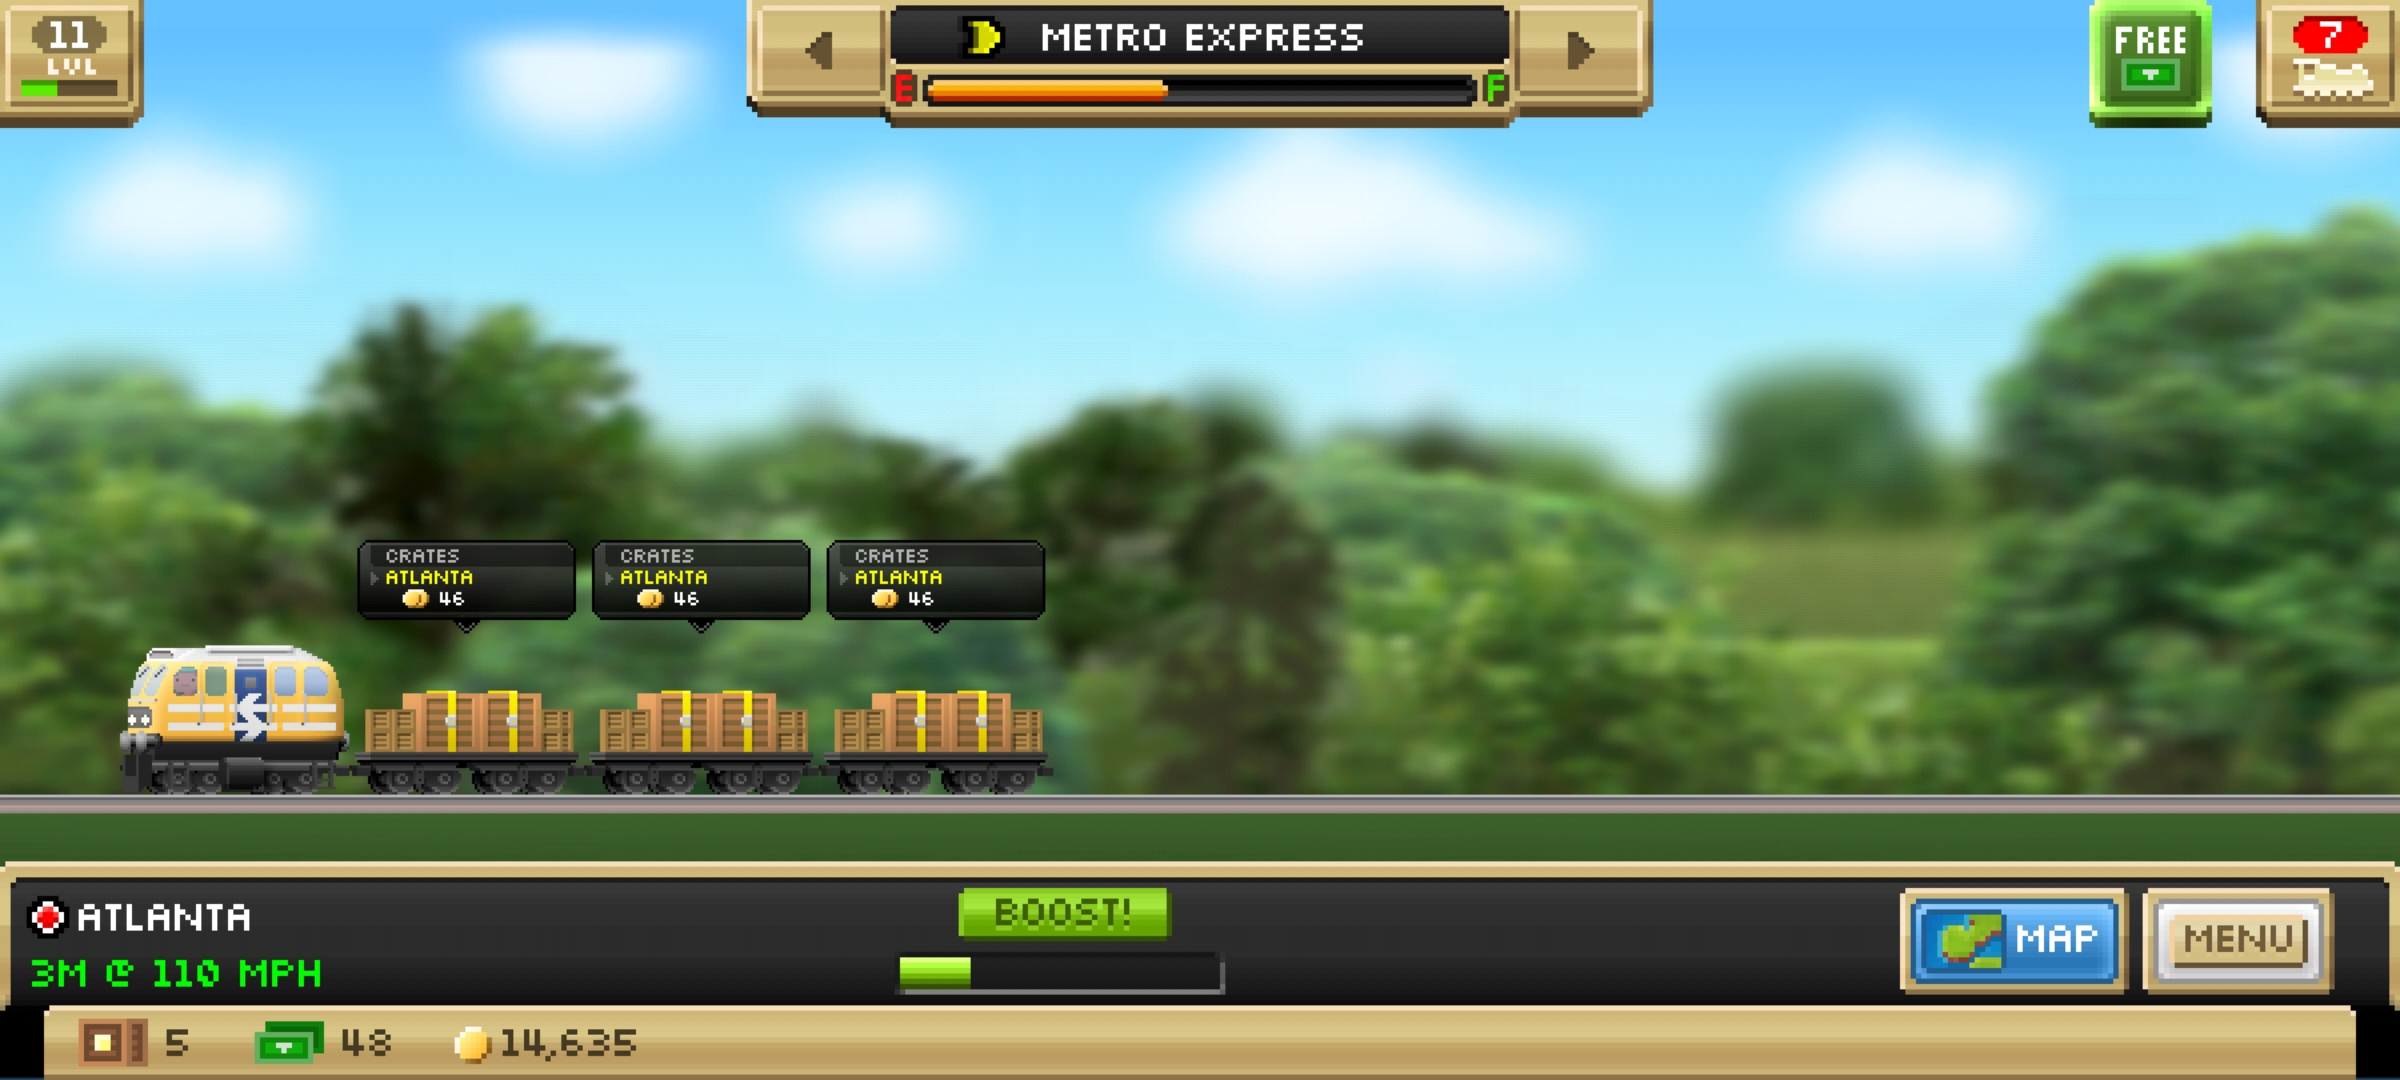 11
LVL
METRO EXPRESS
E F
FREE
7
CRATES
ATLANTA
46
CRATES
ATLANTA
46
CRATES
ATLANTA
46
ATLANTA
3M @ 110 MPH
BOOST!
MAP
MENU
5 48 14,635